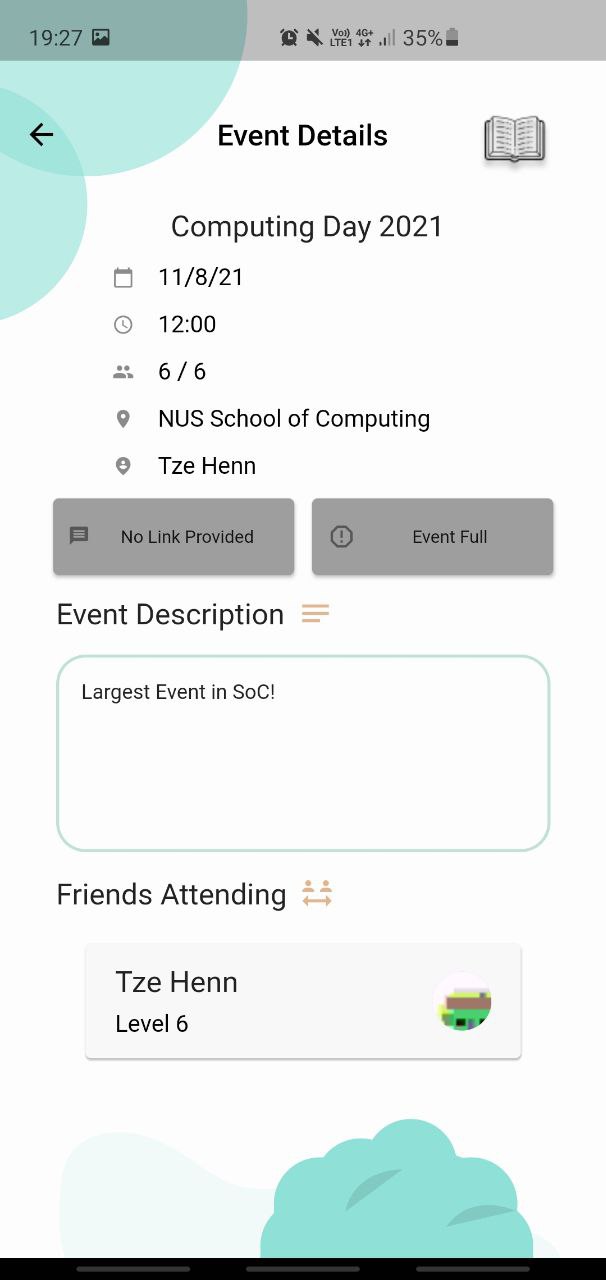 19:27 Vo)) LTE1 4G+ 35%
Event Details
Computing Day 2021
11/8/21
12:00
6 / 6
NUS School of Computing
Tze Henn
No Link Provided Event Full
Event Description
Largest Event in SoC!
Friends Attending
Tze Henn
Level 6